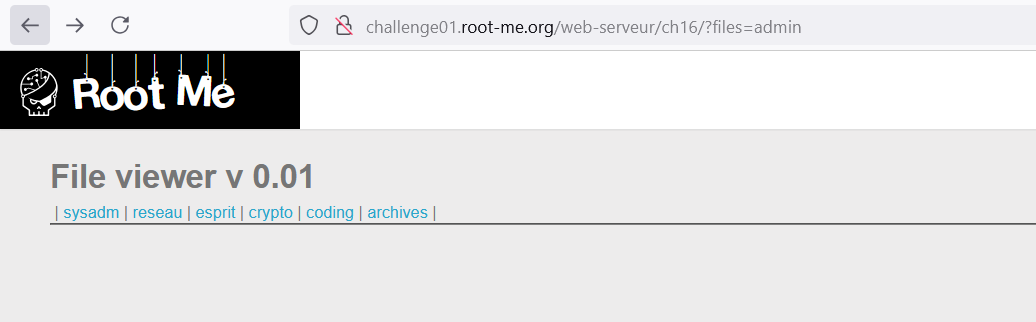 challenge01.root-me.org/web-serveur/ch16/?files=admin
Root Me
File viewer v 0.01
| sysadm | reseau | esprit | crypto | coding | archives |